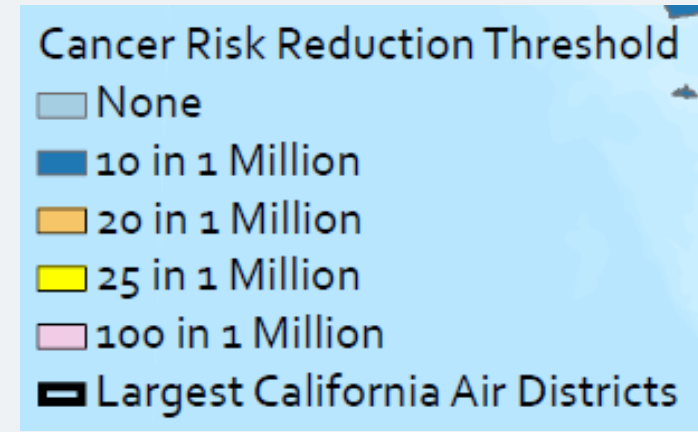 Cancer Risk Reduction Threshold
None
10 in 1 Million
20 in 1 Million
25 in 1 Million
100 in 1 Million
Largest California Air Districts